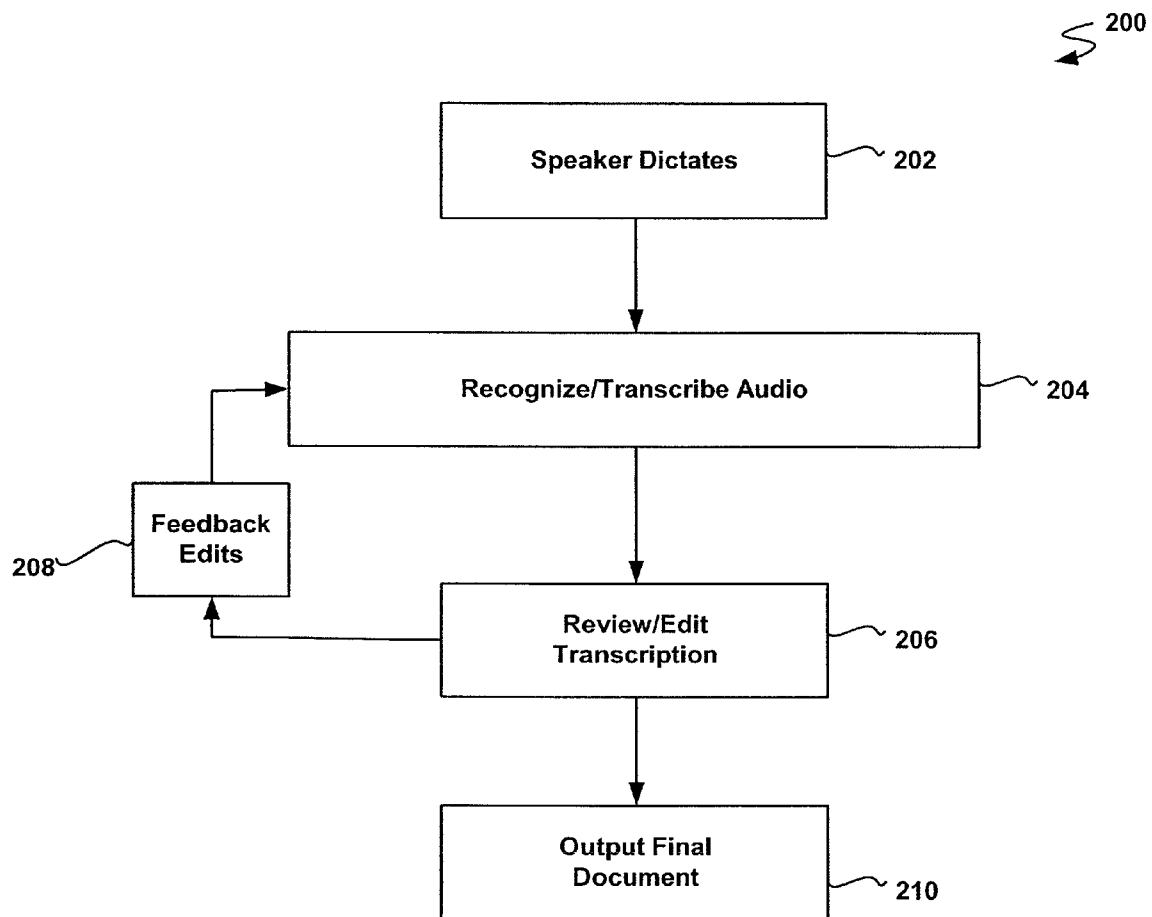 200
Speaker Dictates
202
Recognize/Transcribe Audio
204
Feedback
Edits
208
Review/Edit
Transcription
206
Output Final
Document
210